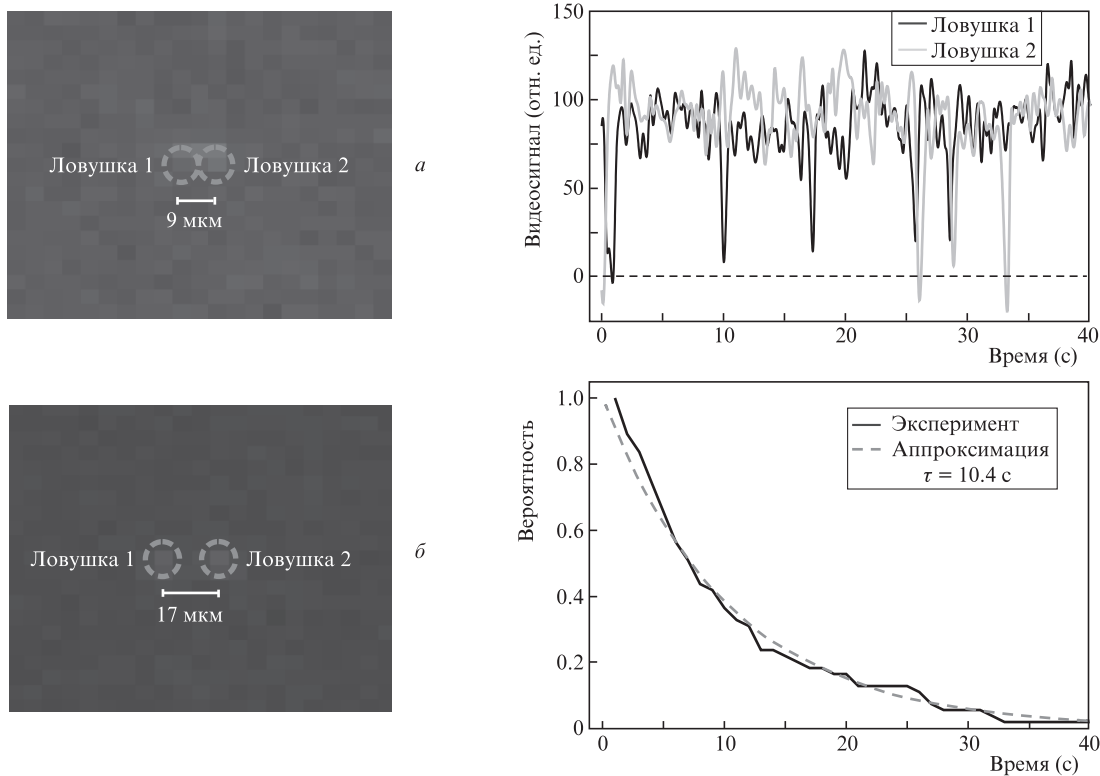 Ловушка 1
Ловушка 2
9 мкм
а
Видеосигнал (отн. ед.)
150
100
50
0
Ловушка 1
Ловушка 2
0
10
20
30
40
Время (с)
Ловушка 1
Ловушка 2
17 мкм
б
Вероятность
1.0
0.8
0.6
0.4
0.2
0
Эксперимент
Аппроксимация
τ = 10.4 с
0
10
20
30
40
Время (с)